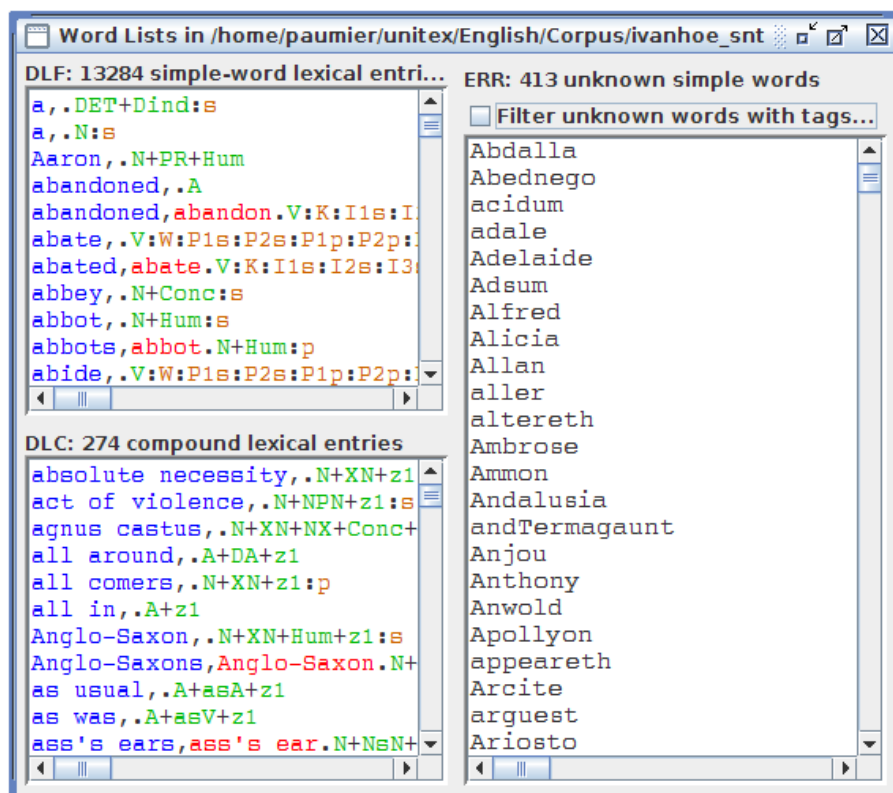 Word Lists in /home/paumier/unitex/English/Corpus/ivanhoe_snt
DLF: 13284 simple-word lexical entri...
a,.DET+Dind:s
a,.N:s
Aaron,.N+PR+Hum
abandoned,.A
abandoned,abandon.V:K:I1s:I2
abate,.V:W:P1s:P2s:P1p:P2p:
abated,abate.V:K:I1s:I2s:I3s
abbey,.N+Conc:s
abbot,.N+Hum:s
abbots,abbot.N+Hum:p
abide,.V:W:P1s:P2s:P1p:P2p:
DLC: 274 compound lexical entries
absolute necessity,.N+XN+z1
act of violence,.N+NPN+z1:s
agnus castus,.N+XN+NX+Conc+
all around,.A+DA+z1
all comers,.N+XN+z1:p
all in,.A+z1
Anglo-Saxon,.N+XN+Hum+z1:s
Anglo-Saxons,Anglo-Saxon.N+
as usual,.A+asA+z1
as was,.A+asV+z1
ass's ears,ass's ear.N+NsN+
ERR: 413 unknown simple words
Filter unknown words with tags...
Abdalla
Abednego
acidum
adale
Adelaide
Adsum
Alfred
Alicia
Allan
aller
altereth
Ambrose
Ammon
Andalusia
andTermagaunt
Anjou
Anthony
Anwold
Apollyon
appeareth
Arcite
arguest
Ariosto